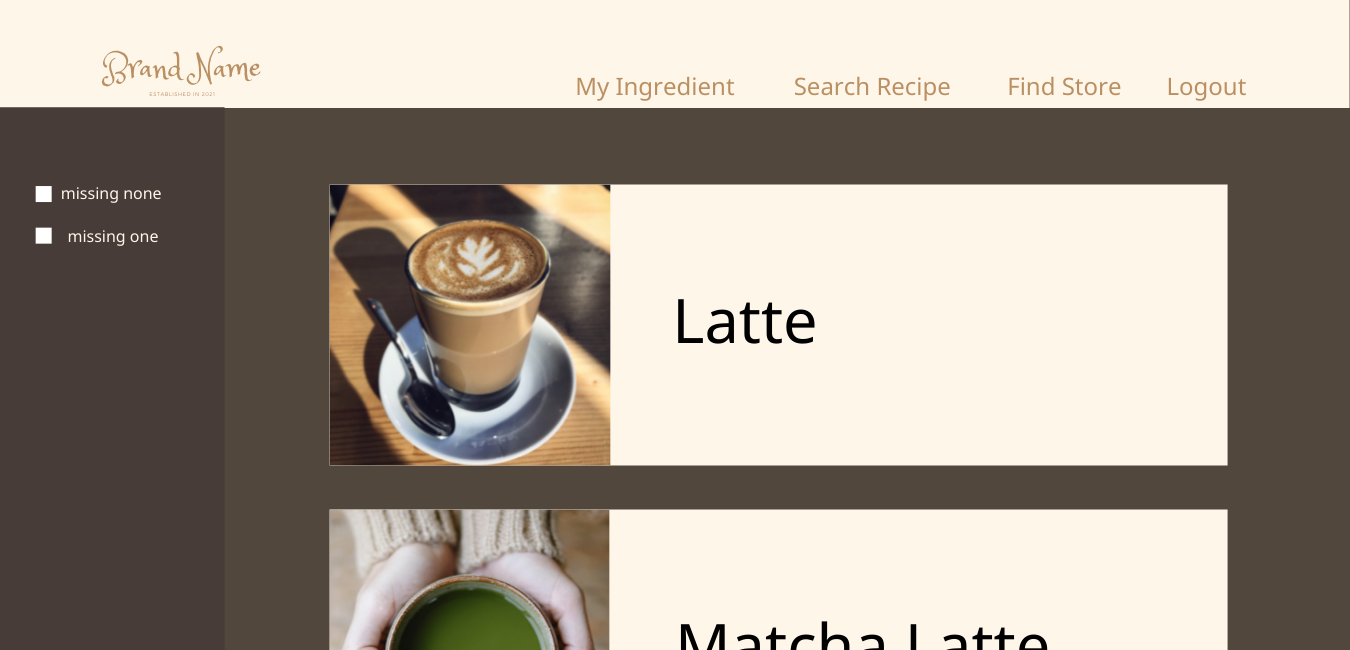 Brand Name
ESTABLISHED IN 2021
My Ingredient Search Recipe Find Store Logout
missing none
missing one
Latte
Matcha Latte